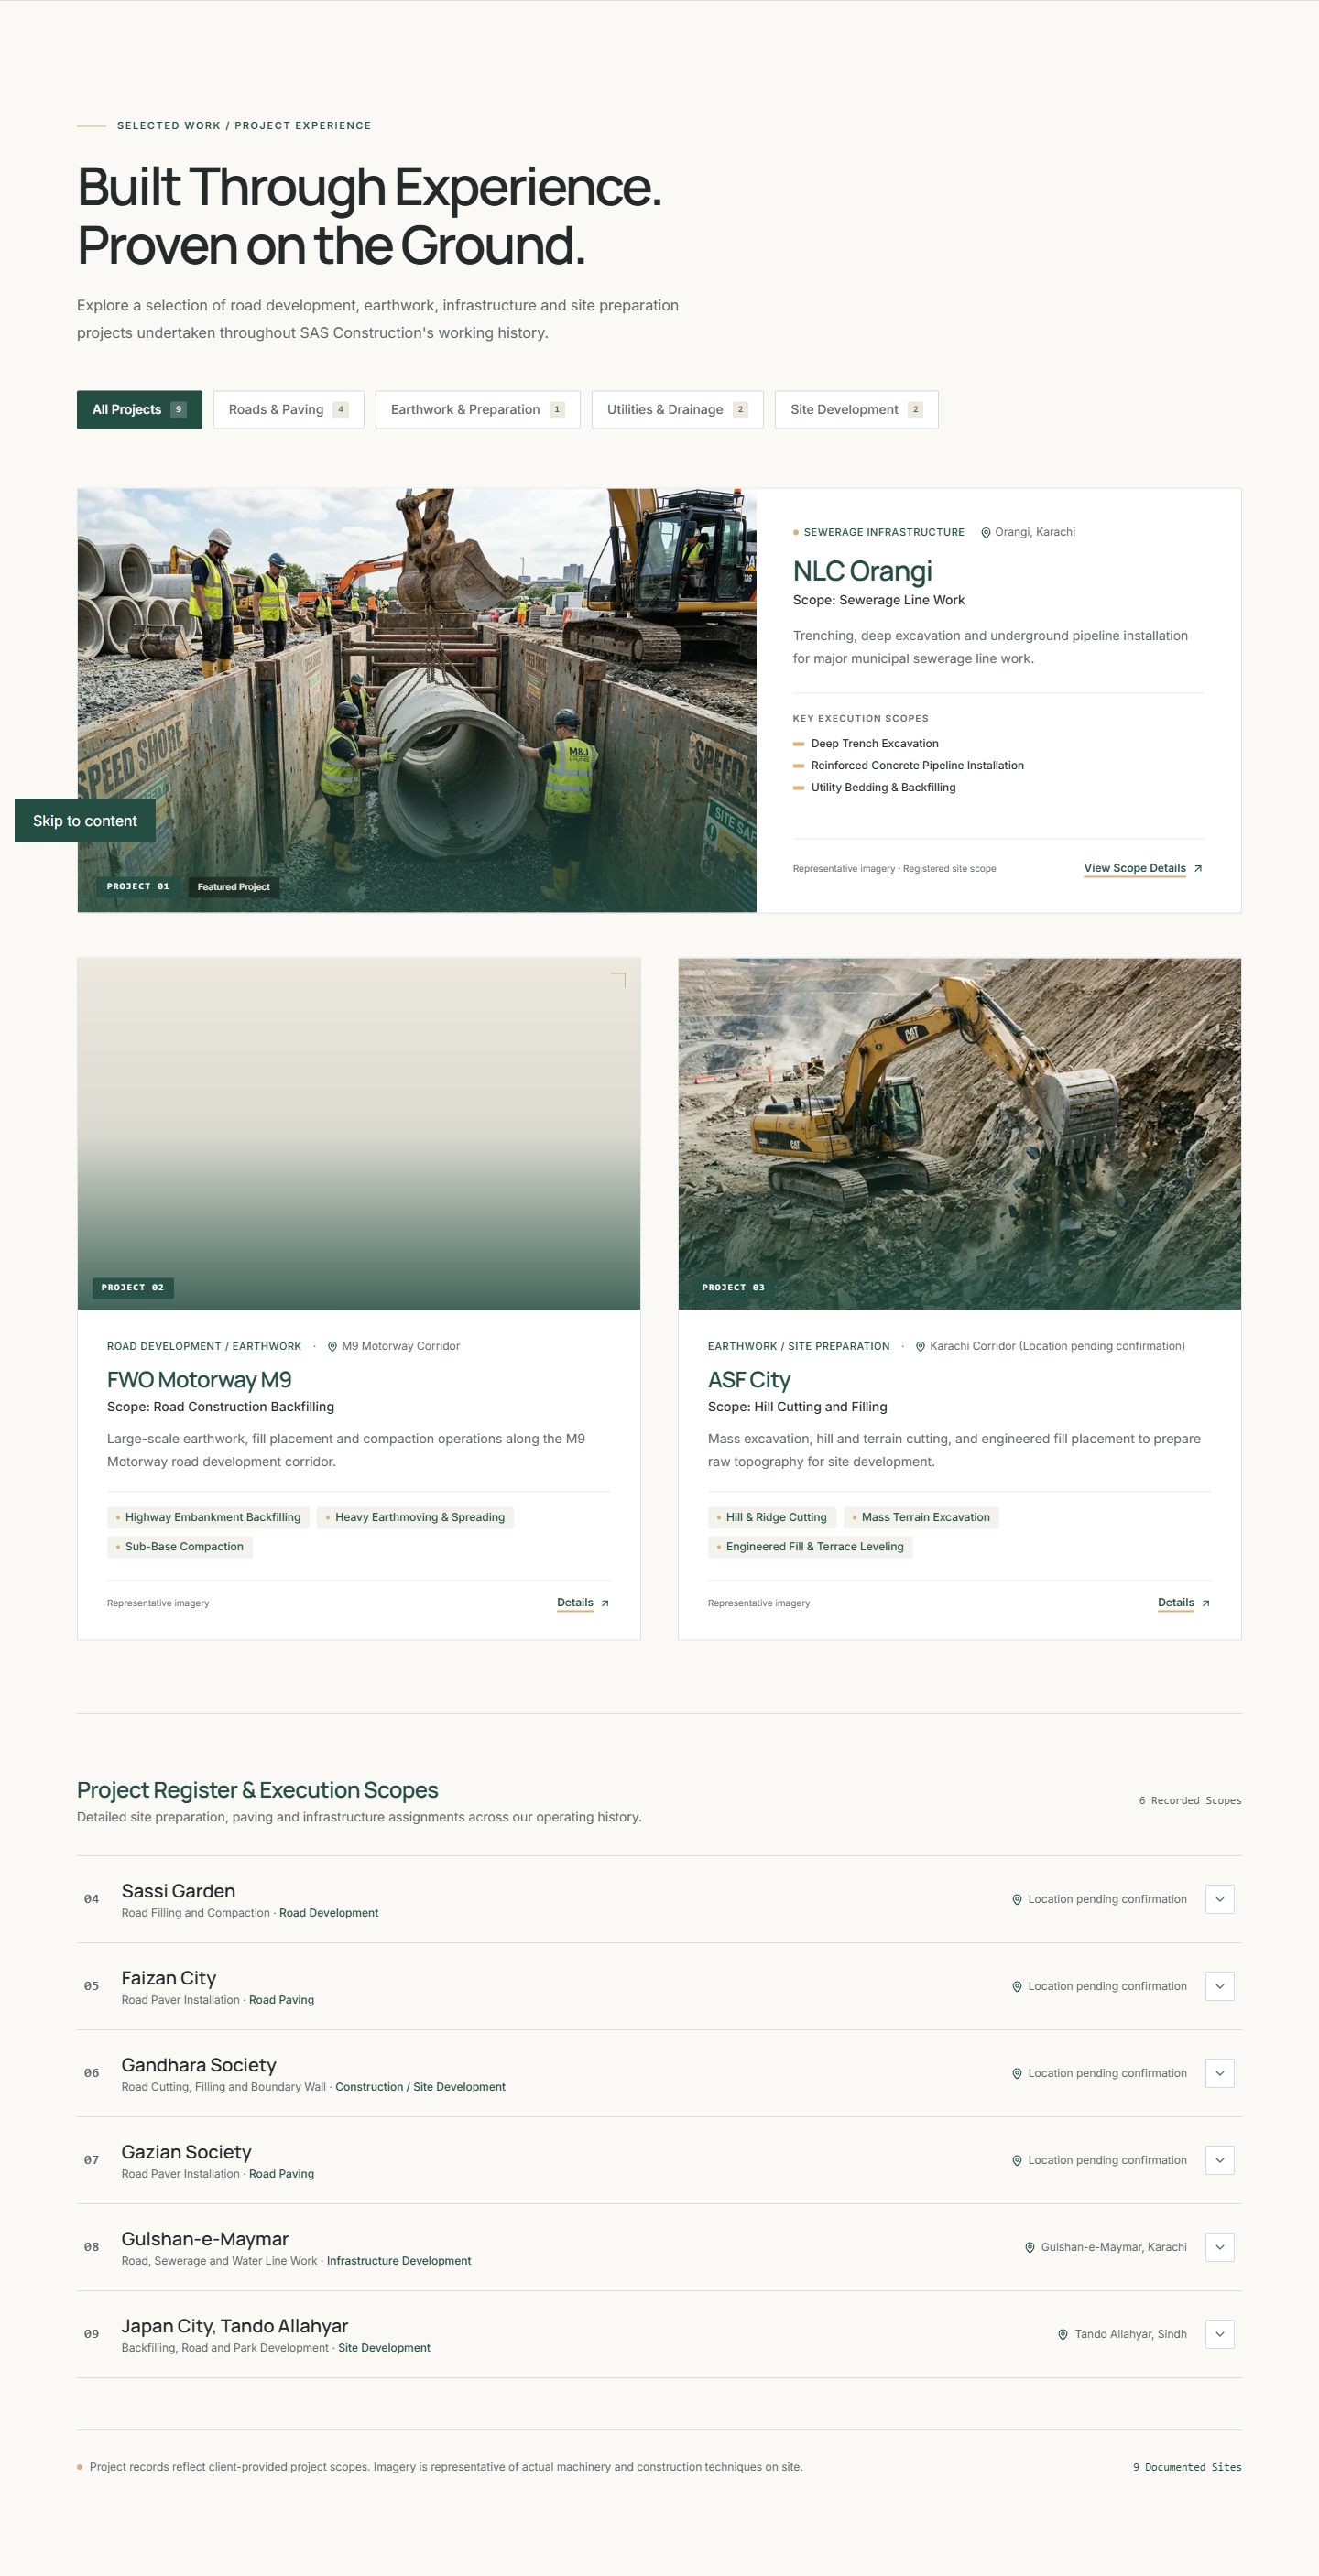 SELECTED WORK / PROJECT EXPERIENCE
Built Through Experience.
Proven on the Ground.
Explore a selection of road development, earthwork, infrastructure and site preparation
projects undertaken throughout SAS Construction's working history.
All Projects 9
Roads & Paving 4
Earthwork & Preparation 1
Utilities & Drainage 2
Site Development 2
SPEED SHORE
SPEED
M&J
SITE SAF
CAT
Skip to content
PROJECT 01
Featured Project
SEWERAGE INFRASTRUCTURE
Orangi, Karachi
NLC Orangi
Scope: Sewerage Line Work
Trenching, deep excavation and underground pipeline installation
for major municipal sewerage line work.
KEY EXECUTION SCOPES
Deep Trench Excavation
Reinforced Concrete Pipeline Installation
Utility Bedding & Backfilling
Representative imagery · Registered site scope
View Scope Details
PROJECT 02
ROAD DEVELOPMENT / EARTHWORK · M9 Motorway Corridor
FWO Motorway M9
Scope: Road Construction Backfilling
Large-scale earthwork, fill placement and compaction operations along the M9
Motorway road development corridor.
Highway Embankment Backfilling
Heavy Earthmoving & Spreading
Sub-Base Compaction
Representative imagery
Details
CAT
CAT
PROJECT 03
EARTHWORK / SITE PREPARATION · Karachi Corridor (Location pending confirmation)
ASF City
Scope: Hill Cutting and Filling
Mass excavation, hill and terrain cutting, and engineered fill placement to prepare
raw topography for site development.
Hill & Ridge Cutting
Mass Terrain Excavation
Engineered Fill & Terrace Leveling
Representative imagery
Details
Project Register & Execution Scopes
Detailed site preparation, paving and infrastructure assignments across our operating history.
6 Recorded Scopes
04
Sassi Garden
Road Filling and Compaction · Road Development
Location pending confirmation
05
Faizan City
Road Paver Installation · Road Paving
Location pending confirmation
06
Gandhara Society
Road Cutting, Filling and Boundary Wall · Construction / Site Development
Location pending confirmation
07
Gazian Society
Road Paver Installation · Road Paving
Location pending confirmation
08
Gulshan-e-Maymar
Road, Sewerage and Water Line Work · Infrastructure Development
Gulshan-e-Maymar, Karachi
09
Japan City, Tando Allahyar
Backfilling, Road and Park Development · Site Development
Tando Allahyar, Sindh
Project records reflect client-provided project scopes. Imagery is representative of actual machinery and construction techniques on site.
9 Documented Sites